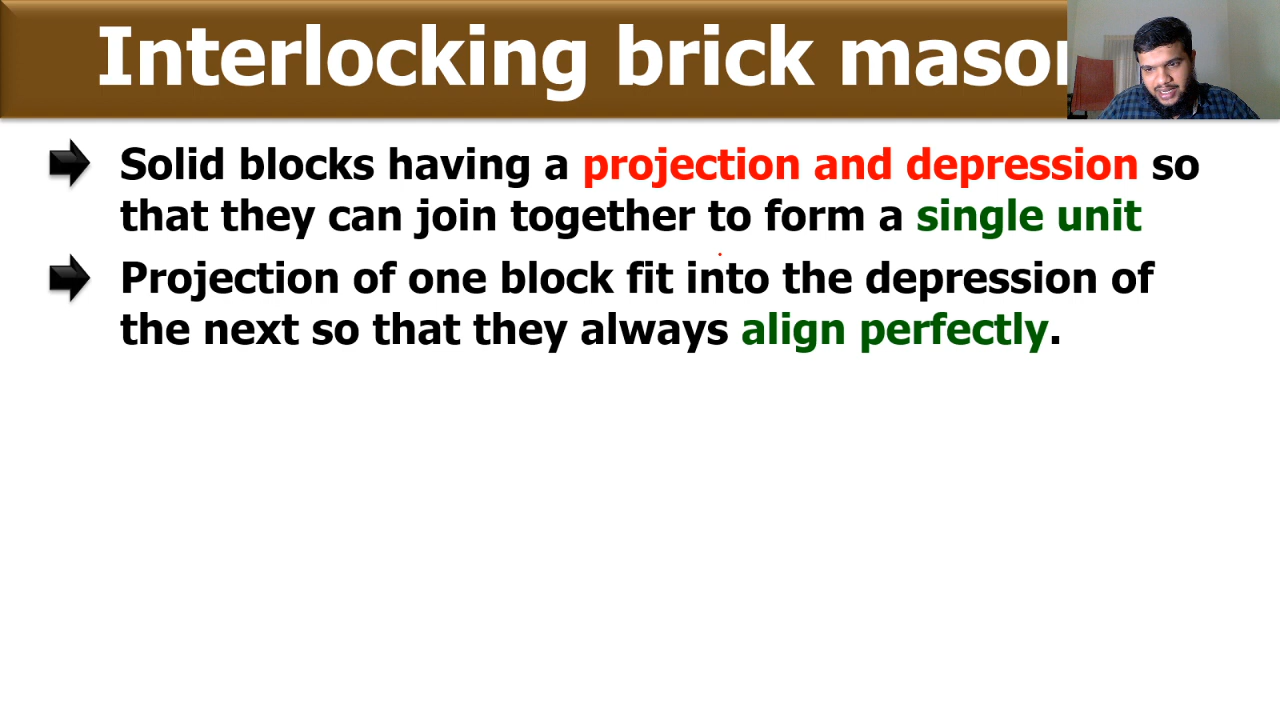 Interlocking brick
Solid blocks having a projection and depression so
that they can join together to form a single unit
Projection of one block fit into the depression of
the next so that they always align perfectly.